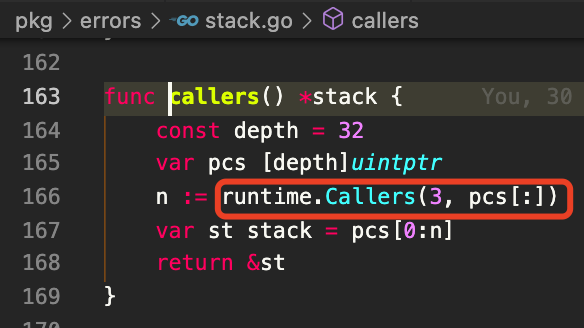 pkg > errors > GO stack.go > callers
162
163 func callers() *stack { You, 30
164 const depth = 32
165 var pcs [depth]uintptr
166 n := runtime.Callers(3, pcs[:])
167 var st stack = pcs[0:n]
168 return &st
169 }